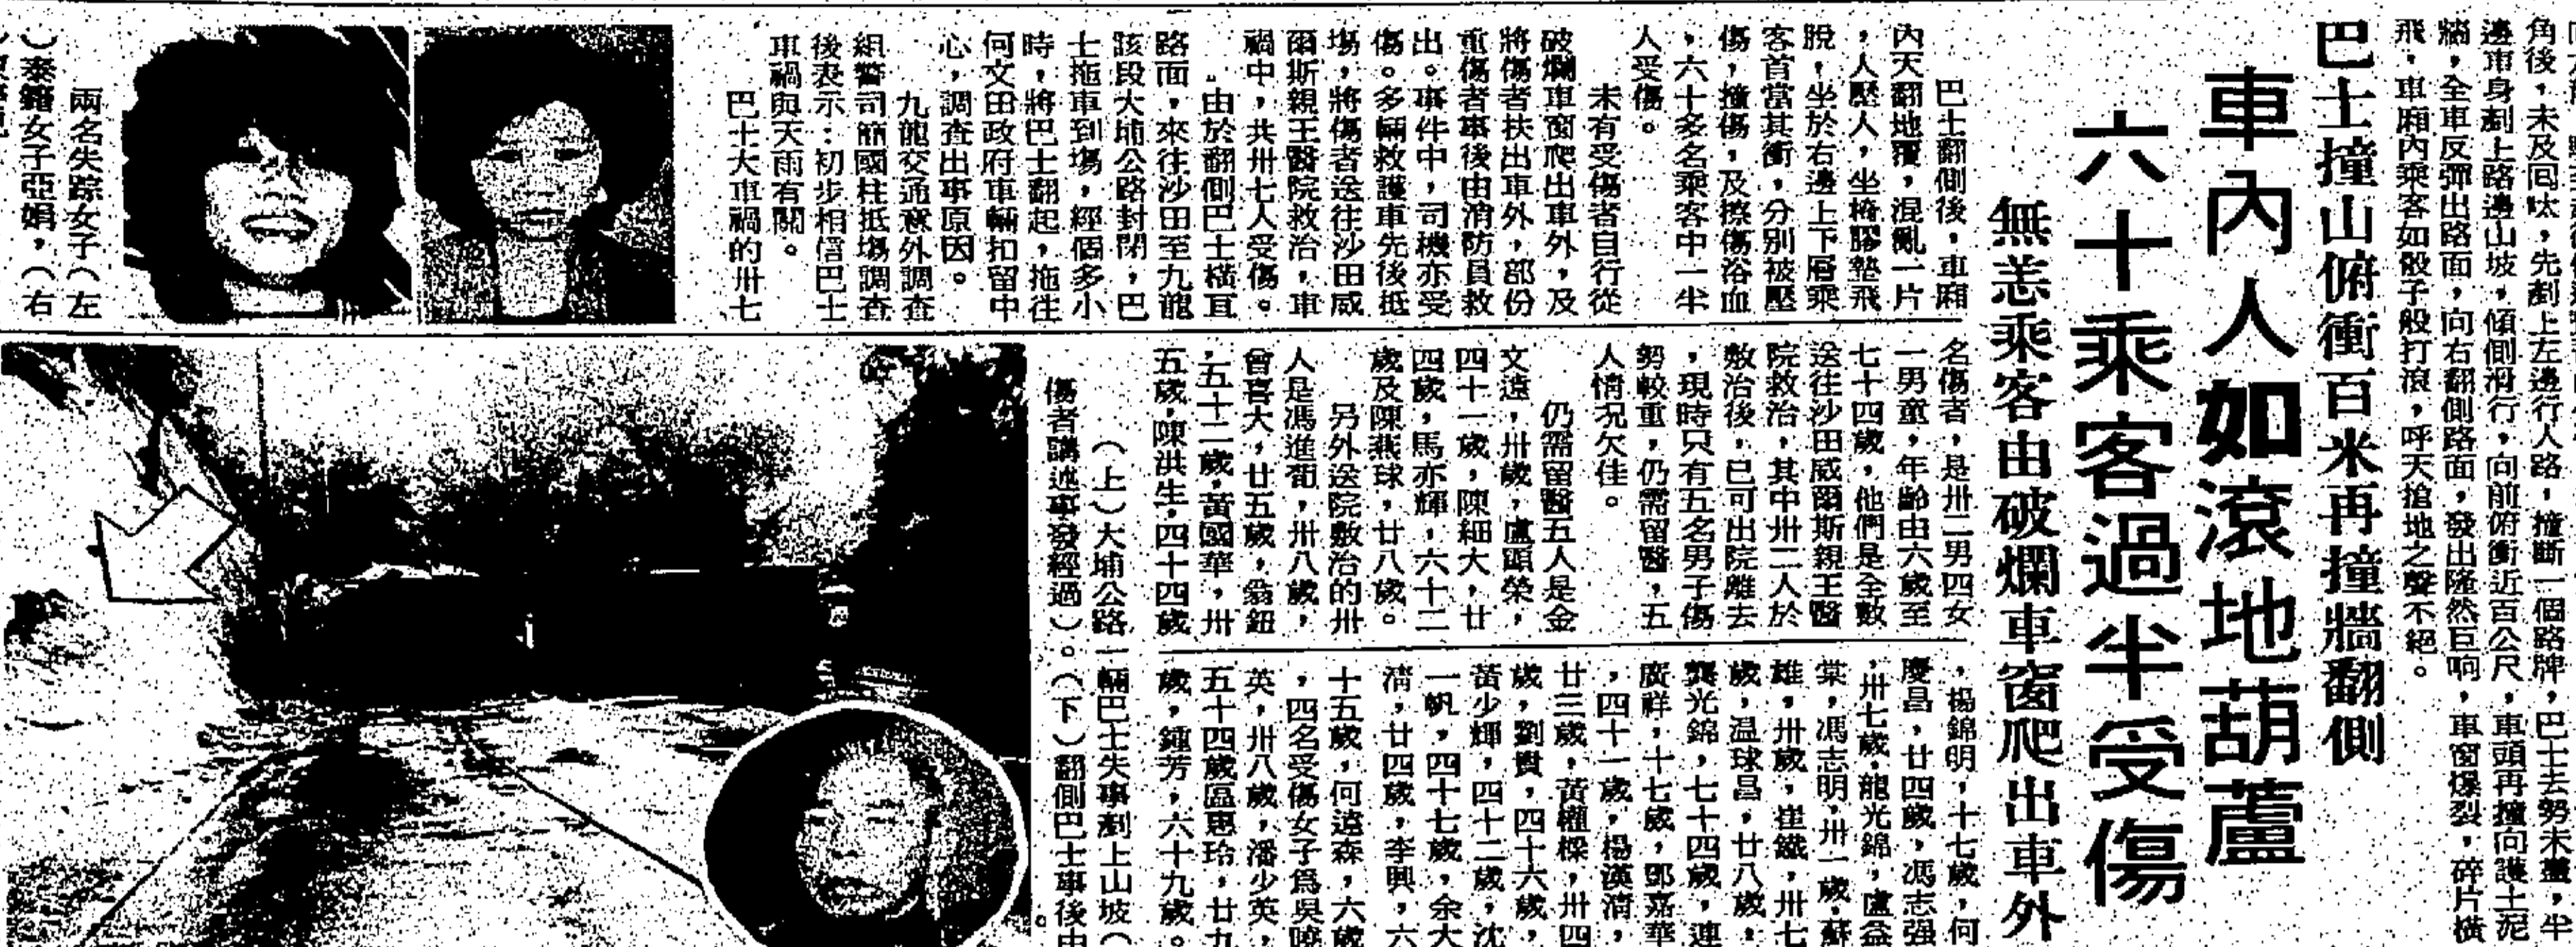 角後，未及回𠱁，先剷上左邊行人路，撞斷一個路牌，巴士去勢未盡，半
邊車身剷上路邊山坡，傾側滑行，向前俯衝近百公尺，車頭再撞向護土泥
牆，全車反彈出路面，向右翻側路面，發出隆然巨响，車窗爆裂，碎片橫
飛，車廂內乘客如骰子般打滾，呼天搶地之聲不絕。
巴士撞山俯衝百米再撞牆翻側
車內人如滾地葫蘆
六十乘客過半受傷
無恙乘客由破爛車窗爬出車外
巴士翻側後，車廂
內天翻地覆，混亂一片
，人壓人，坐椅膠墊飛
脫，坐於右邊上下層乘
客首當其衝，分別被壓
傷，撞傷，及擦傷浴血
，六十多名乘客中一半
人受傷。
未有受傷者自行從
破爛車窗爬出車外，及
將傷者扶出車外，部份
重傷者事後由消防員救
出。事件中，司機亦受
傷。多輛救護車先後抵
場，將傷者送往沙田威
爾斯親王醫院救治，車
禍中，共卅七人受傷。
由於翻側巴士橫亘
路面，來往沙田至九龍
該段大埔公路封閉，巴
士拖車到場，經個多小
時，將巴士翻起，拖往
何文田政府車輛扣留中
心，調查出事原因。
九龍交通意外調查
組警司簡國柱抵場調查
後表示：初步相信巴士
車禍與天雨有關。
巴士大車禍的卅七
名傷者，是卅二男四女
一男童，年齡由六歲至
七十四歲，他們是全數
送往沙田威爾斯親王醫
院救治，其中卅二人於
敷治後，已可出院離去
，現時只有五名男子傷
勢較重，仍需留醫，五
人情況欠佳。
仍需留醫五人是金
文遠，卅歲，盧頭榮，
四十一歲，陳細大，廿
四歲，馬亦輝，六十二
歲及陳燕球，廿八歲。
另外送院敷治的卅
人是馮進葡，卅八歲，
曾喜大，廿五歲，翁鈕
，五十二歲，黃國華，卅
五歲，陳洪生，四十四歲
，楊錦明，十七歲，何
慶昌，廿四歲，馮志强
，卅七歲，龍光錦，盧益
棠，馮志明，卅一歲，蘇
雄，卅歲，崔鐵，卅七
歲，温球昌，廿八歲，
龔光錦，七十四歲，連
廣祥，十七歲，鄧嘉華
，四十一歲，楊漢清，
廿三歲，黃權樑，卅四
歲，劉貴，四十六歲，
黃少輝，四十二歲，沈
一帆，四十七歲，余大
清，廿四歲，李興，六
十五歲，何遠森，六歲
，四名受傷女子為吳曉
英，卅八歲，潘少英，
五十四歲區惠玲，廿九
歲，鍾芳，六十九歲。
（上）大埔公路一輛巴士失事剷上山坡（
傷者講述事發經過）。（下）翻側巴士事後由
兩名失踪女子（左
）泰籍女子亞娟，（右